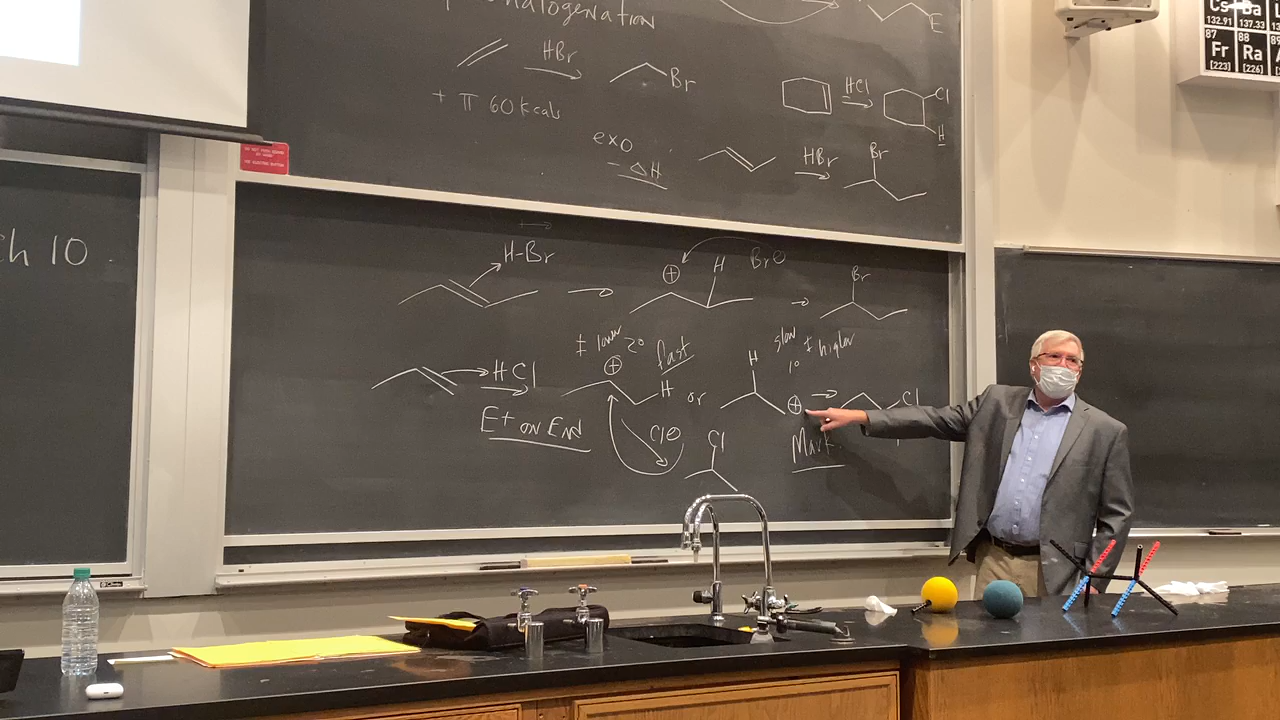 halogenation
E
HBr
Br
+ π 60 kcals
HCl
Cl
H
exo
- ΔH
HBr
Br
ch 10
H-Br
⊕
H
Br⊖
Br
‡ lower 2°
fast
⊕
HCl
H
or
H
slow ‡ higher
1°
⊕
Cl
E+ on End
Cl⊖
Cl
Mark
Cs Ba
132.91 137.33
87 88
Fr Ra
[223] [226]